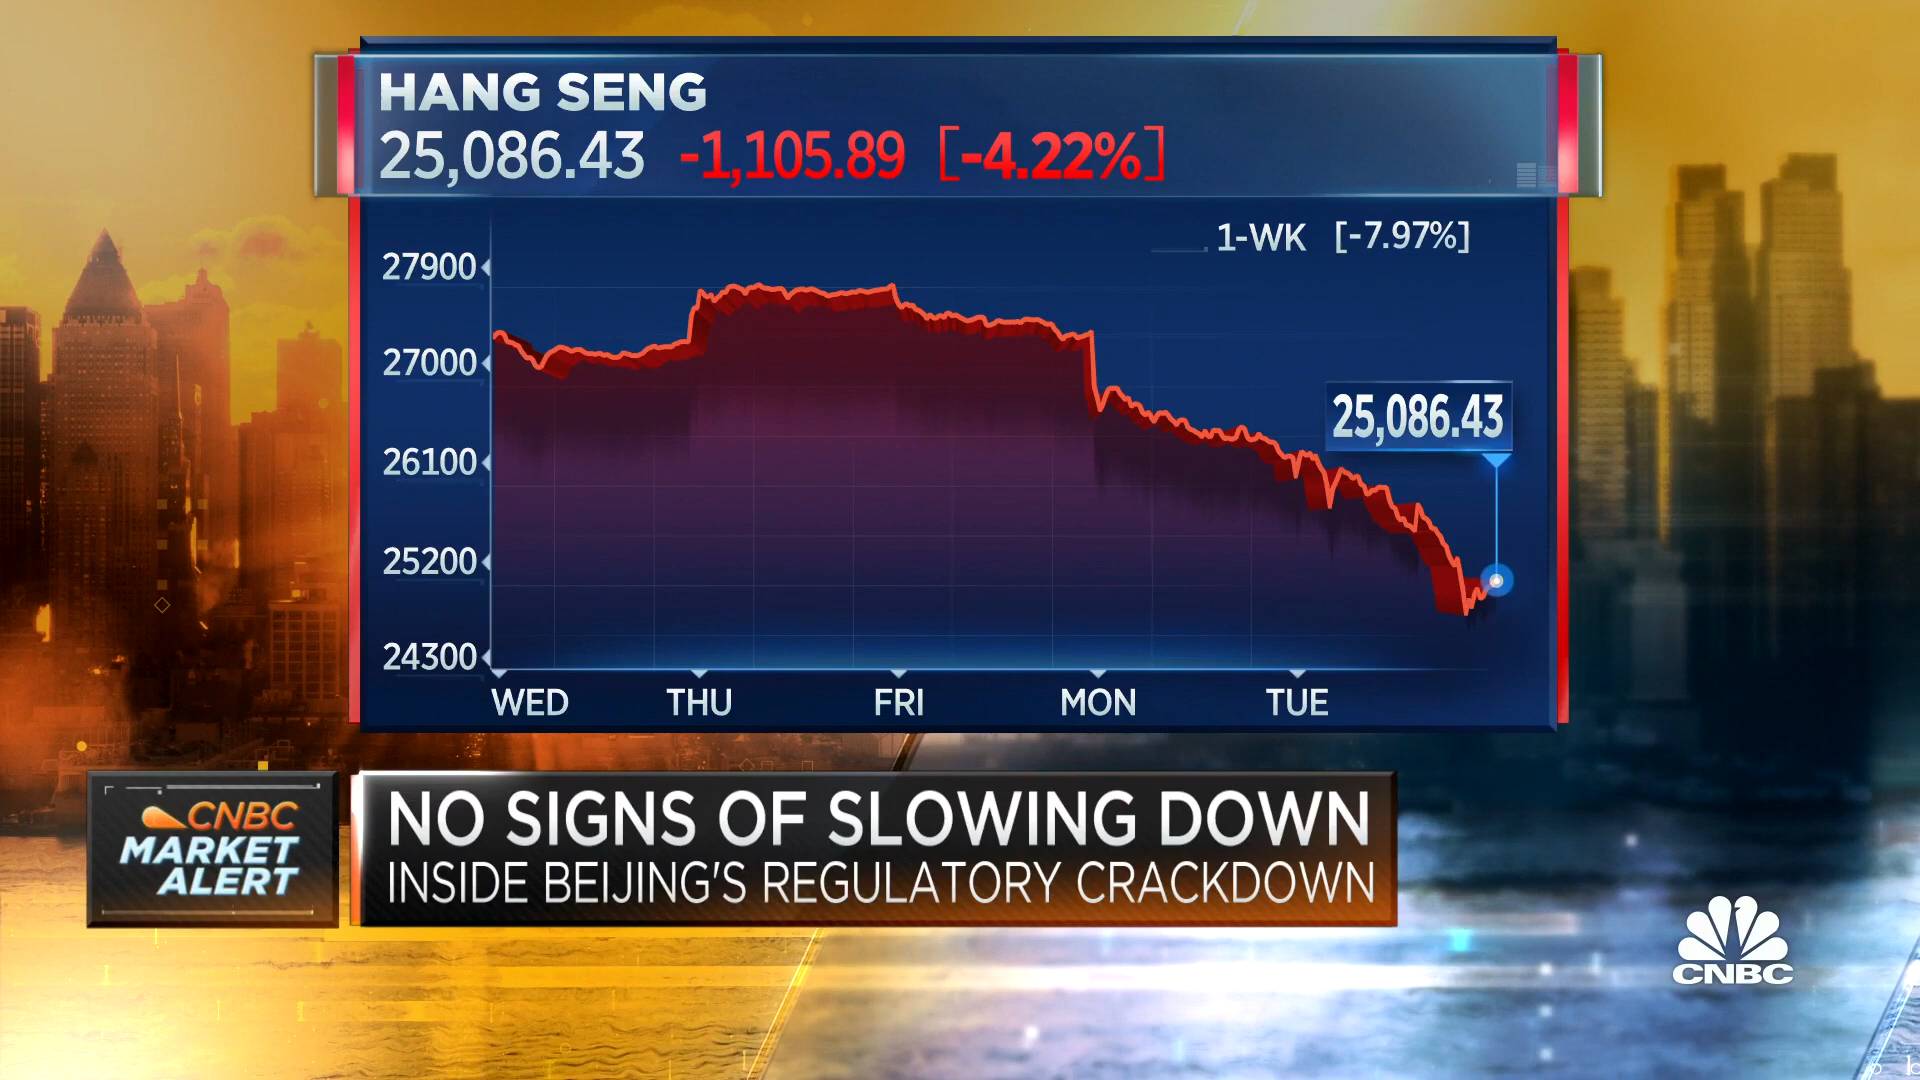 HANG SENG
25,086.43 -1,105.89 [-4.22%]
1-WK [-7.97%]
27900
27000
26100
25200
24300
25,086.43
WED THU FRI MON TUE
CNBC
MARKET
ALERT
NO SIGNS OF SLOWING DOWN
INSIDE BEIJING'S REGULATORY CRACKDOWN
CNBC